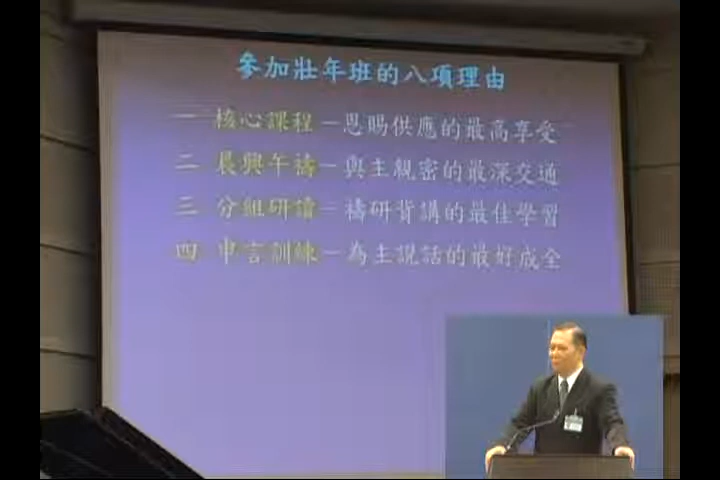 參加壯年班的八項理由
一 核心課程－恩賜供應的最高享受
二 晨興午禱－與主親密的最深交通
三 分組研讀－禱研背講的最佳學習
四 申言訓練－為主說話的最好成全